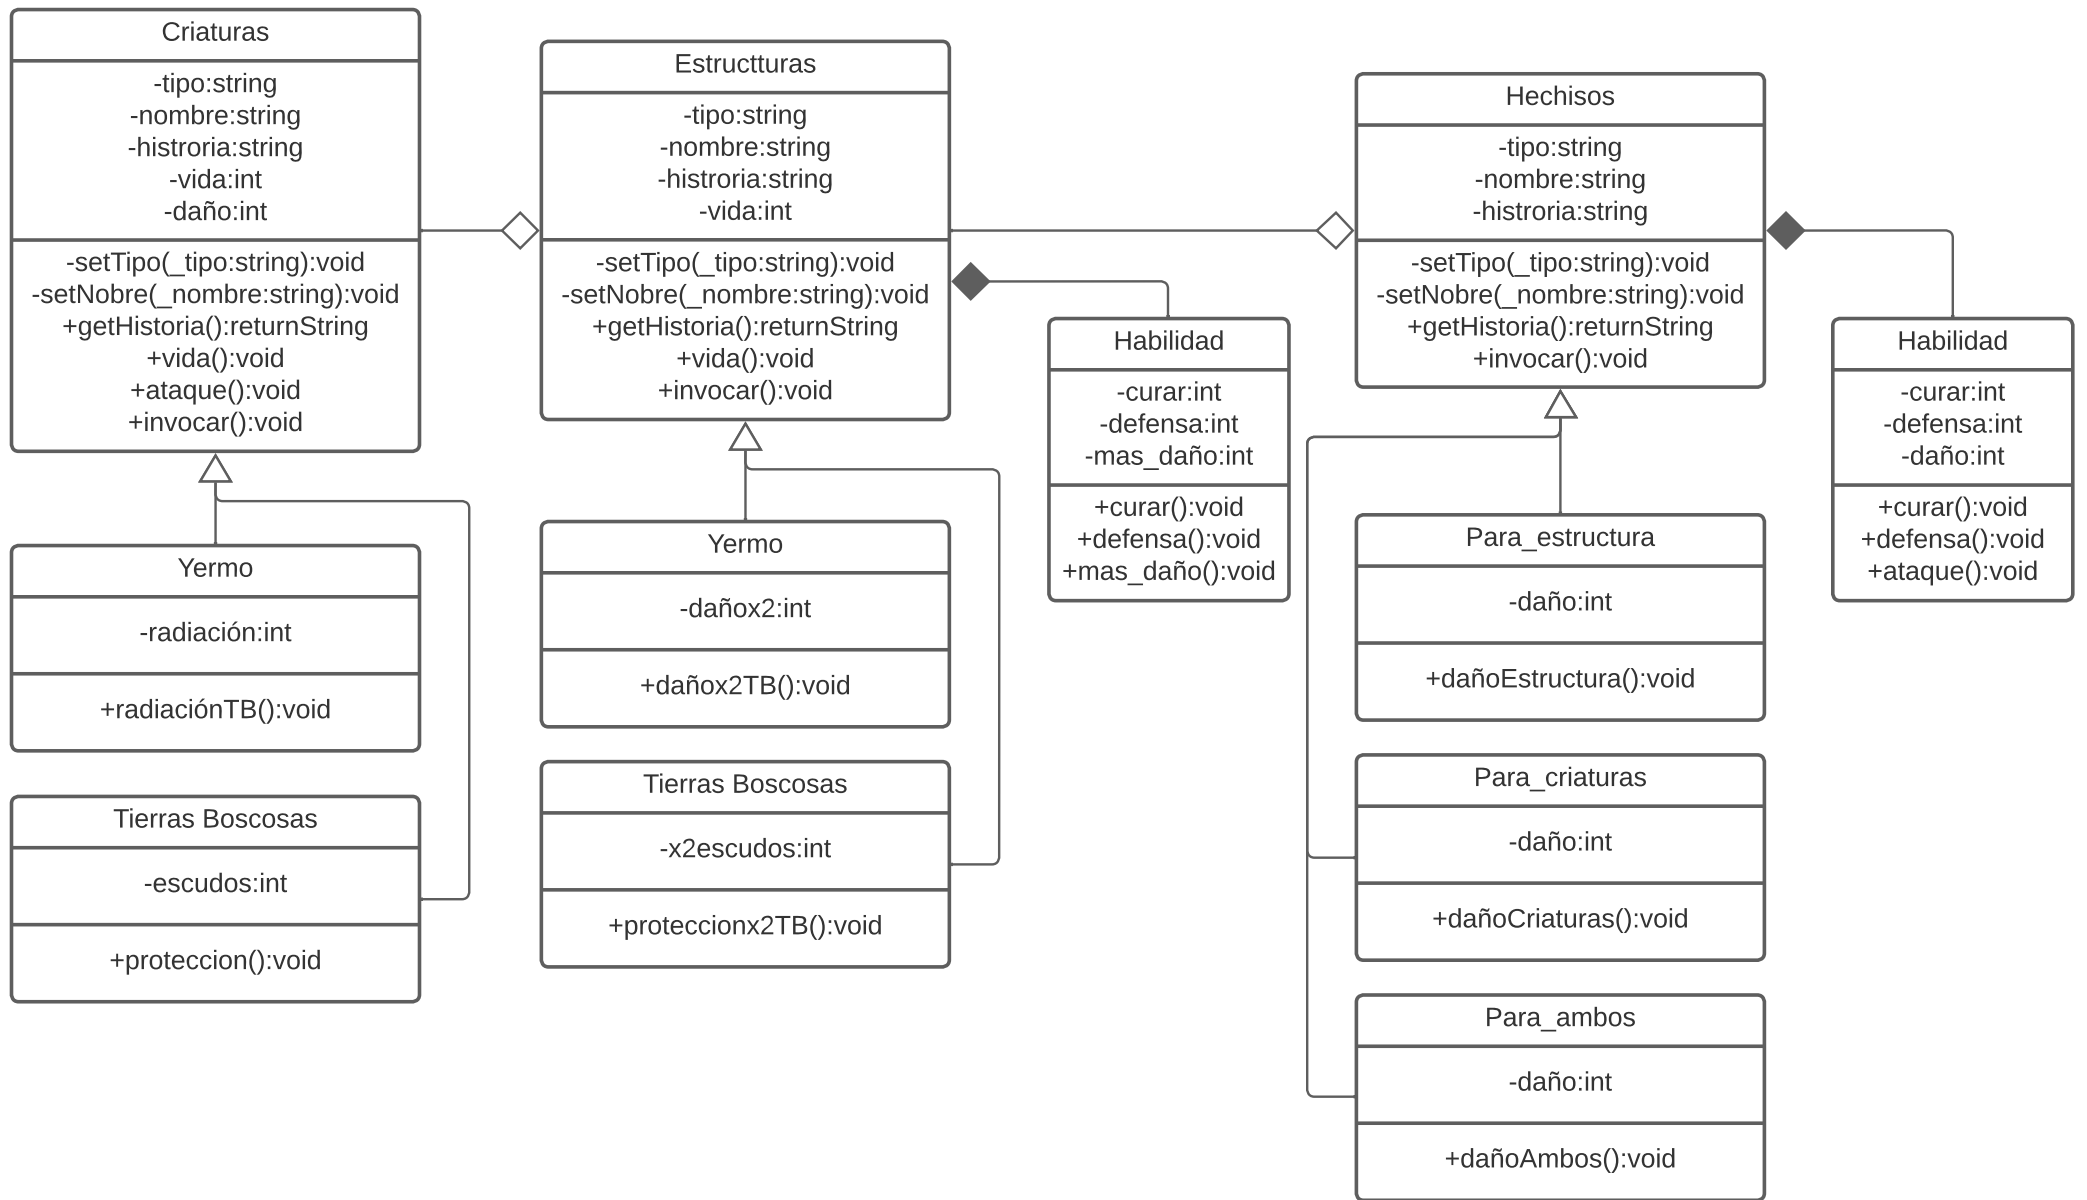 Criaturas
-tipo:string
-nombre:string
-histroria:string
-vida:int
-daño:int
-setTipo(_tipo:string):void
-setNobre(_nombre:string):void
+getHistoria():returnString
+vida():void
+ataque():void
+invocar():void
Yermo
-radiación:int
+radiaciónTB():void
Tierras Boscosas
-escudos:int
+proteccion():void
Estructturas
-tipo:string
-nombre:string
-histroria:string
-vida:int
-setTipo(_tipo:string):void
-setNobre(_nombre:string):void
+getHistoria():returnString
+vida():void
+invocar():void
Yermo
-dañox2:int
+dañox2TB():void
Tierras Boscosas
-x2escudos:int
+proteccionx2TB():void
Habilidad
-curar:int
-defensa:int
-mas_daño:int
+curar():void
+defensa():void
+mas_daño():void
Hechisos
-tipo:string
-nombre:string
-histroria:string
-setTipo(_tipo:string):void
-setNobre(_nombre:string):void
+getHistoria():returnString
+invocar():void
Para_estructura
-daño:int
+dañoEstructura():void
Para_criaturas
-daño:int
+dañoCriaturas():void
Para_ambos
-daño:int
+dañoAmbos():void
Habilidad
-curar:int
-defensa:int
-daño:int
+curar():void
+defensa():void
+ataque():void